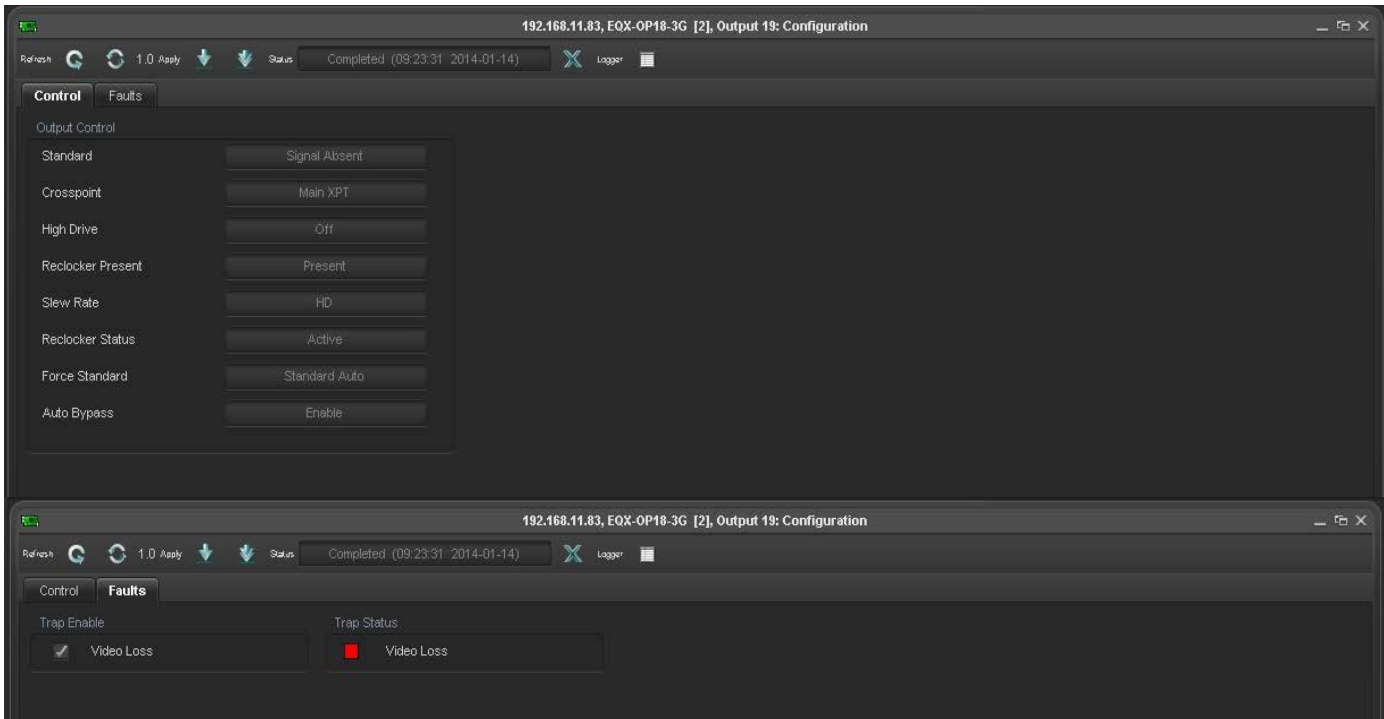 192.168.11.83, EQX-OP18-3G [2], Output 19: Configuration
Refresh 1.0 Apply Status Completed (09:23:31 2014-01-14) Logger
Control Faults
Output Control
Standard Signal Absent
Crosspoint Main XPT
High Drive Off
Reclocker Present Present
Slew Rate HD
Reclocker Status Active
Force Standard Standard Auto
Auto Bypass Enable
192.168.11.83, EQX-OP18-3G [2], Output 19: Configuration
Refresh 1.0 Apply Status Completed (09:23:31 2014-01-14) Logger
Control Faults
Trap Enable Trap Status
Video Loss Video Loss